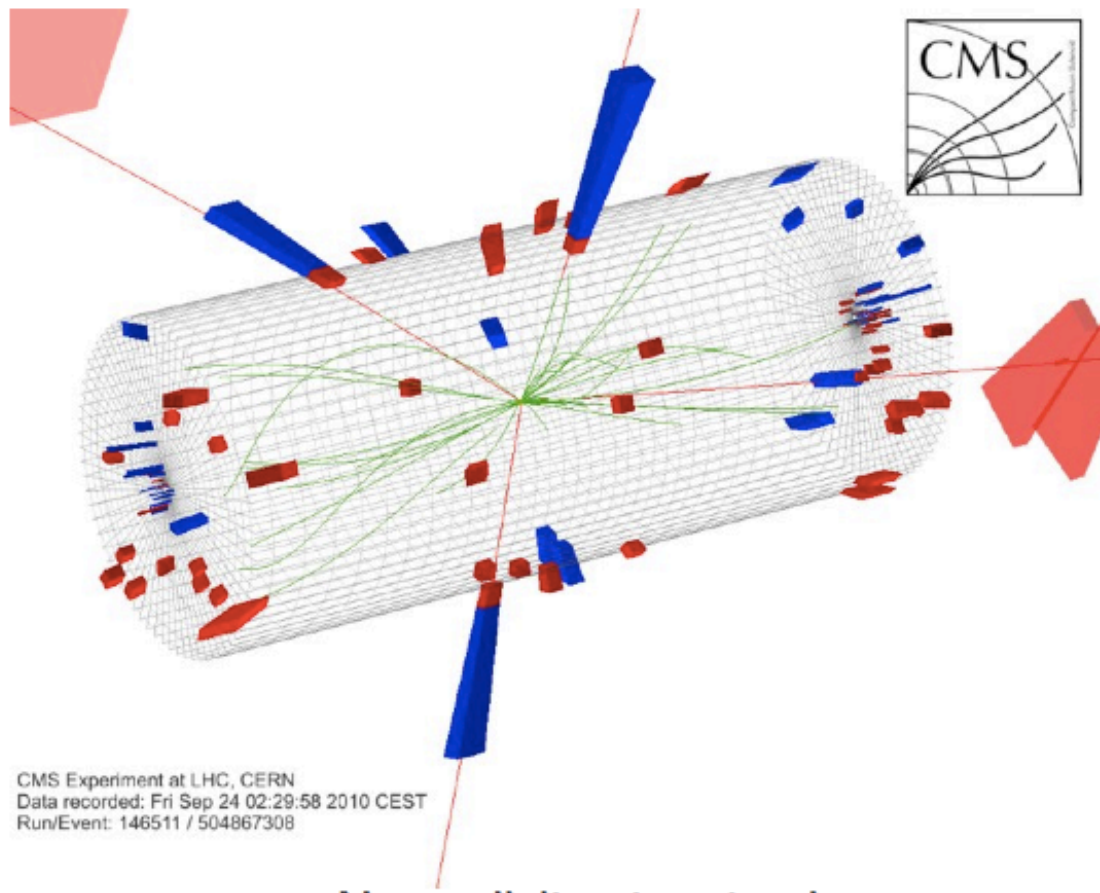 CMS
CMS Experiment at LHC, CERN
Data recorded: Fri Sep 24 02:29:58 2010 CEST
Run/Event: 146511 / 504867308